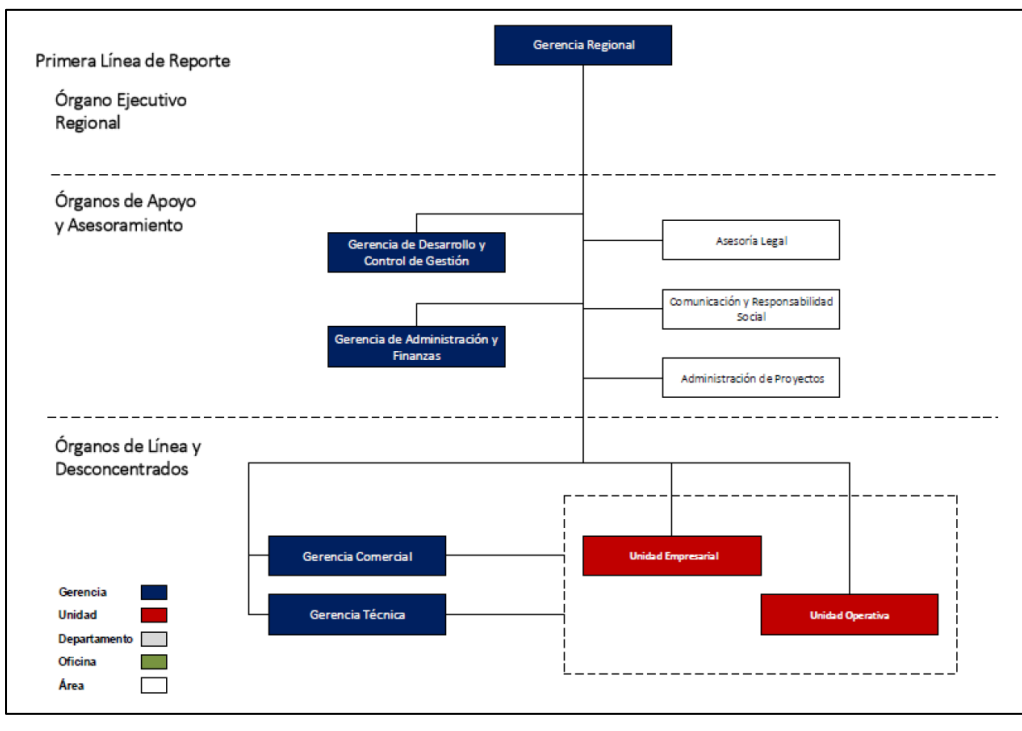 Gerencia Regional
Primera Línea de Reporte
Órgano Ejecutivo
Regional
Órganos de Apoyo
y Asesoramiento
Gerencia de Desarrollo y
Control de Gestión
Asesoría Legal
Comunicación y Responsabilidad
Social
Gerencia de Administración y
Finanzas
Administración de Proyectos
Órganos de Línea y
Desconcentrados
Gerencia Comercial
Unidad Empresarial
Gerencia Técnica
Unidad Operativa
Gerencia
Unidad
Departamento
Oficina
Área